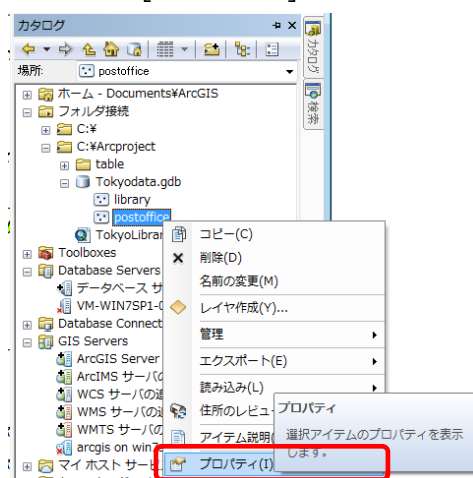 カタログ
場所:
postoffice
ホーム - Documents¥ArcGIS
フォルダ接続
C:¥
C:¥Arcproject
table
Tokyodata.gdb
library
postoffice
TokyoLibrar
Toolboxes
Database Servers
データベース サ
VM-WIN7SP1-
Database Connect
GIS Servers
ArcGIS Server
ArcIMS サーバの
WCS サーバの追
WMS サーバの追
WMTS サーバの
arcgis on win7
マイ ホスト サービ
コピー(C)
削除(D)
名前の変更(M)
レイヤ作成(Y)...
管理
エクスポート(E)
読み込み(L)
住所のレビュー
アイテム説明
プロパティ(I)
プロパティ
選択アイテムのプロパティを表示
します。
カタログ
検索